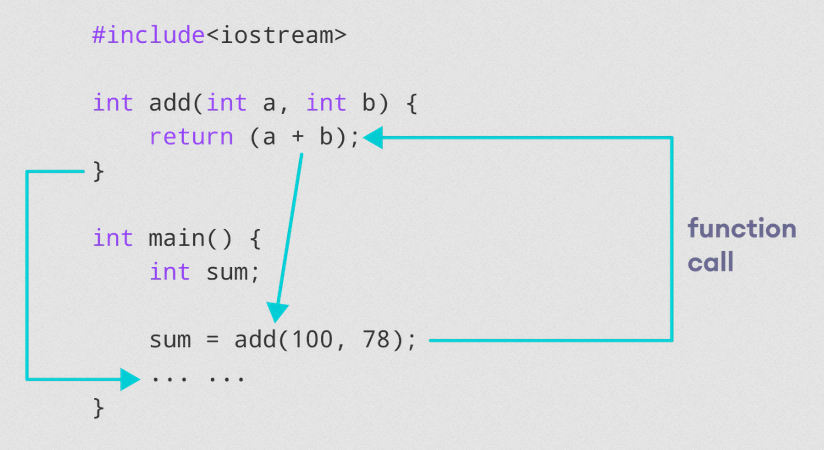 #include<iostream>
int add(int a, int b) {
return (a + b);
}
int main() {
int sum;
sum = add(100, 78);
... ...
}
function
call